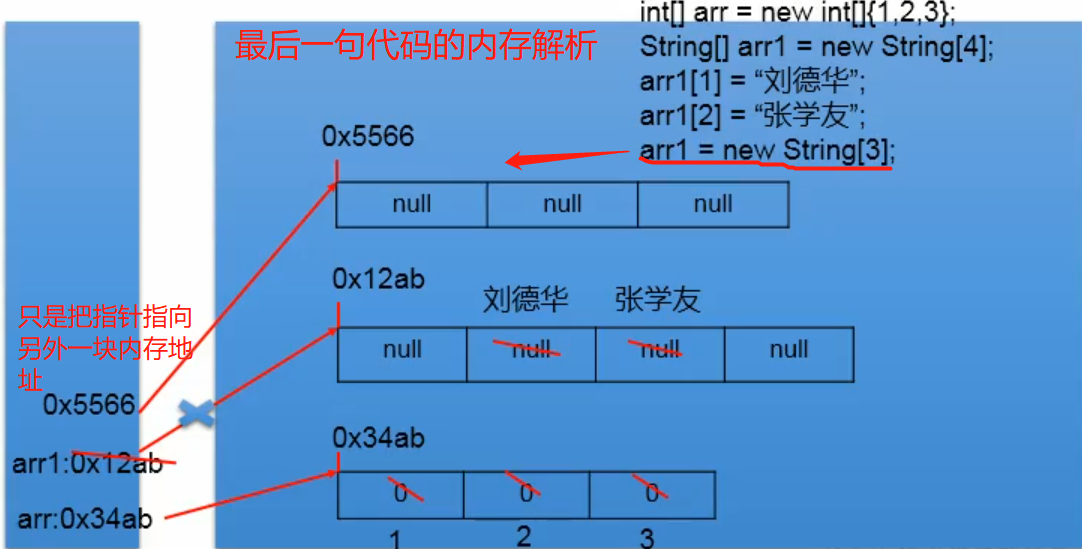 int[] arr = new int[]{1,2,3};
最后一句代码的内存解析
String[] arr1 = new String[4];
arr1[1] = “刘德华”;
arr1[2] = “张学友”;
arr1 = new String[3];
0x5566
null null null
0x12ab
刘德华 张学友
null null null null
只是把指针指向
另外一块内存地
址
0x5566
arr1:0x12ab
arr:0x34ab
0x34ab
0 0 0
1 2 3